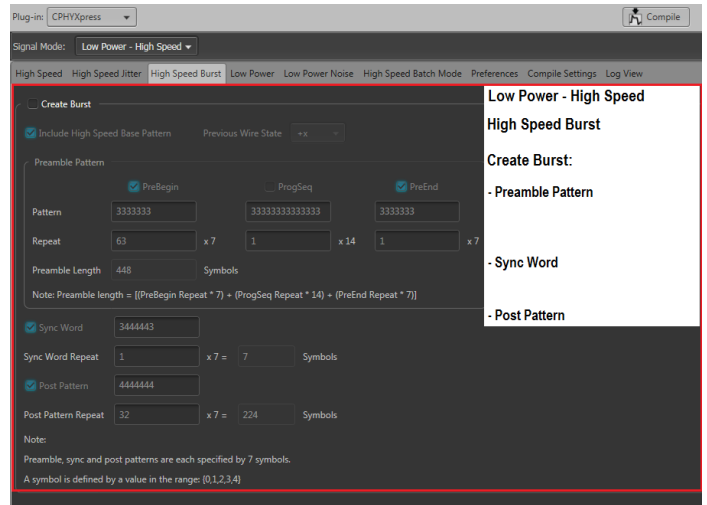 Plug-in: CPHYXpress Compile
Signal Mode: Low Power - High Speed
High Speed High Speed Jitter High Speed Burst Low Power Low Power Noise High Speed Batch Mode Preferences Compile Settings Log View
Create Burst
Include High Speed Base Pattern Previous Wire State +x
Preamble Pattern
PreBegin ProgSeq PreEnd
Pattern 3333333 33333333333333 3333333
Repeat 63 x 7 1 x 14 1 x 7
Preamble Length 448 Symbols
Note: Preamble length = [(PreBegin Repeat * 7) + (ProgSeq Repeat * 14) + (PreEnd Repeat * 7)]
Sync Word 3444443
Sync Word Repeat 1 x 7 = 7 Symbols
Post Pattern 4444444
Post Pattern Repeat 32 x 7 = 224 Symbols
Note:
Preamble, sync and post patterns are each specified by 7 symbols.
A symbol is defined by a value in the range: {0,1,2,3,4}
Low Power - High Speed
High Speed Burst
Create Burst:
- Preamble Pattern
- Sync Word
- Post Pattern